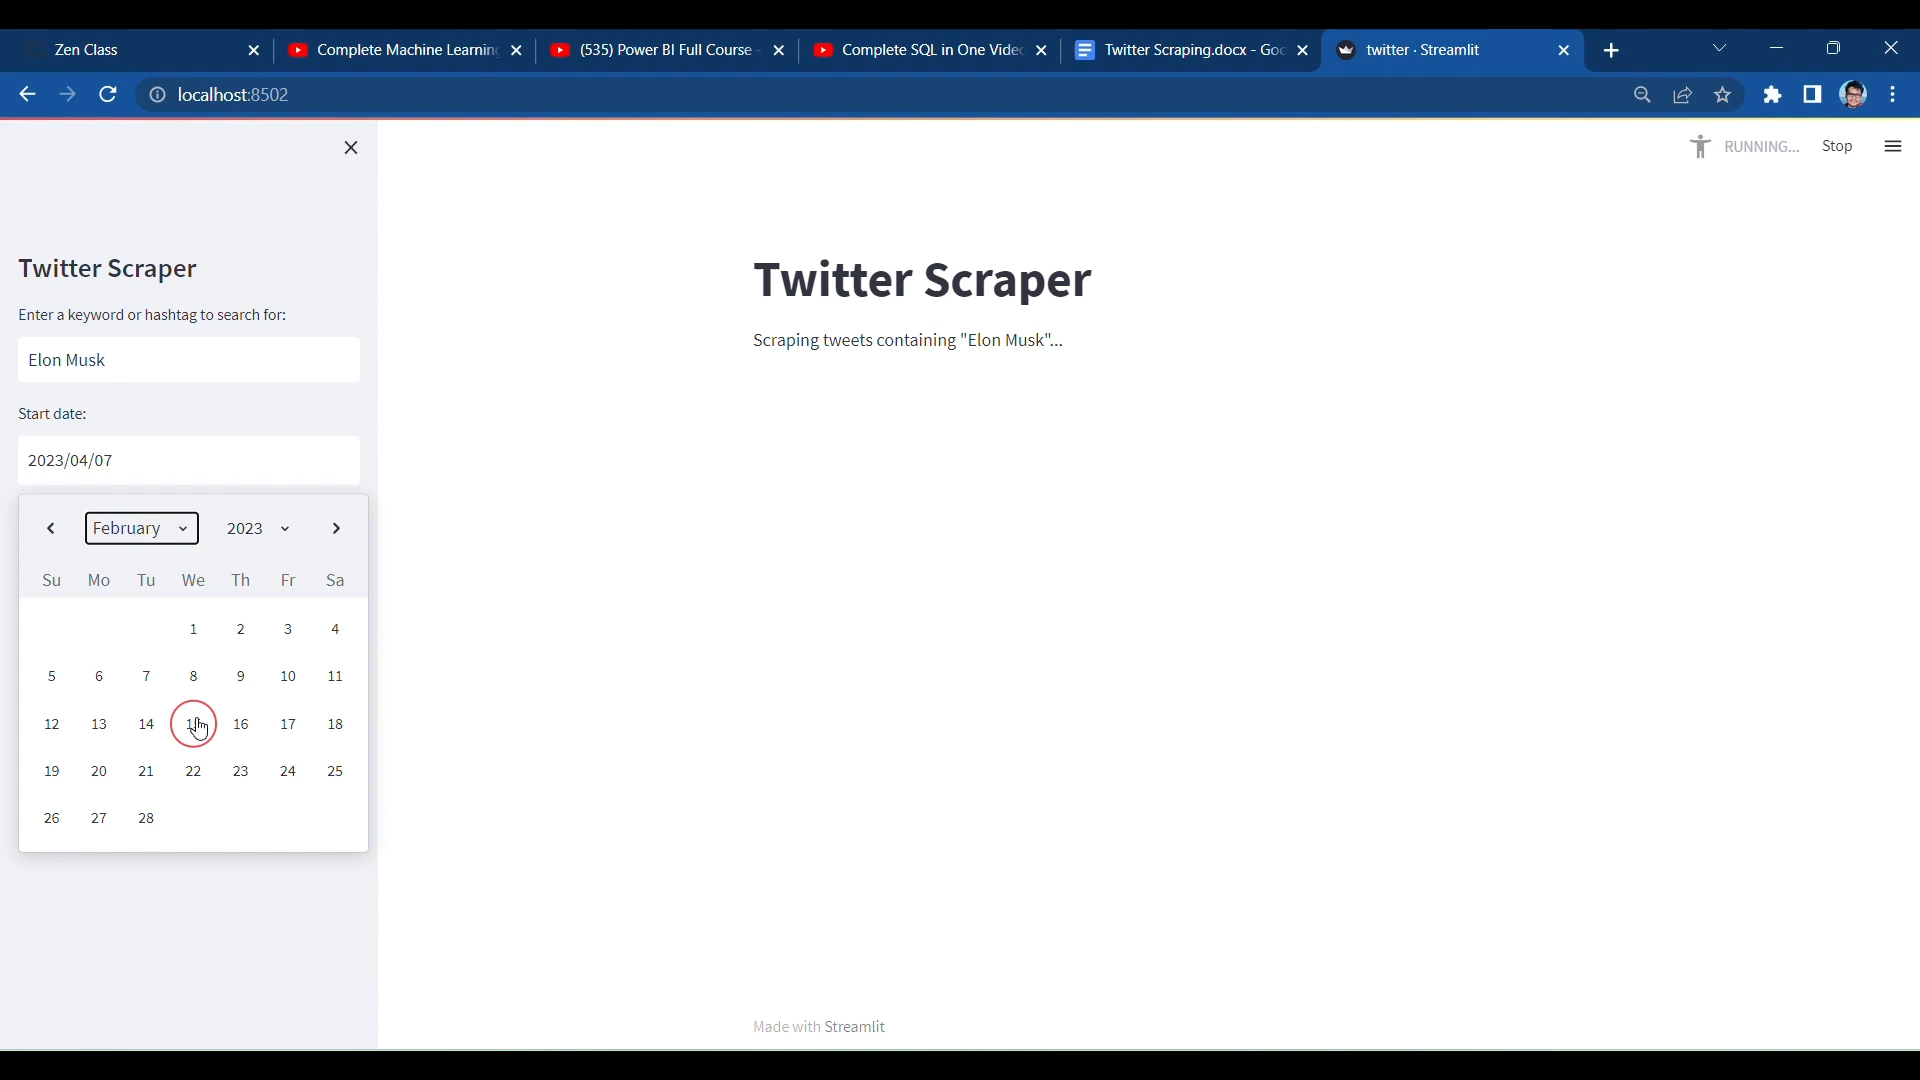 Zen Class
Complete Machine Learning
(535) Power BI Full Course -
Complete SQL in One Video
Twitter Scraping.docx - Goo
twitter · Streamlit
localhost:8502
RUNNING...
Stop
Twitter Scraper
Enter a keyword or hashtag to search for:
Elon Musk
Start date:
2023/04/07
February 2023
Su Mo Tu We Th Fr Sa
1 2 3 4
5 6 7 8 9 10 11
12 13 14 15 16 17 18
19 20 21 22 23 24 25
26 27 28
Twitter Scraper
Scraping tweets containing "Elon Musk"...
Made with Streamlit